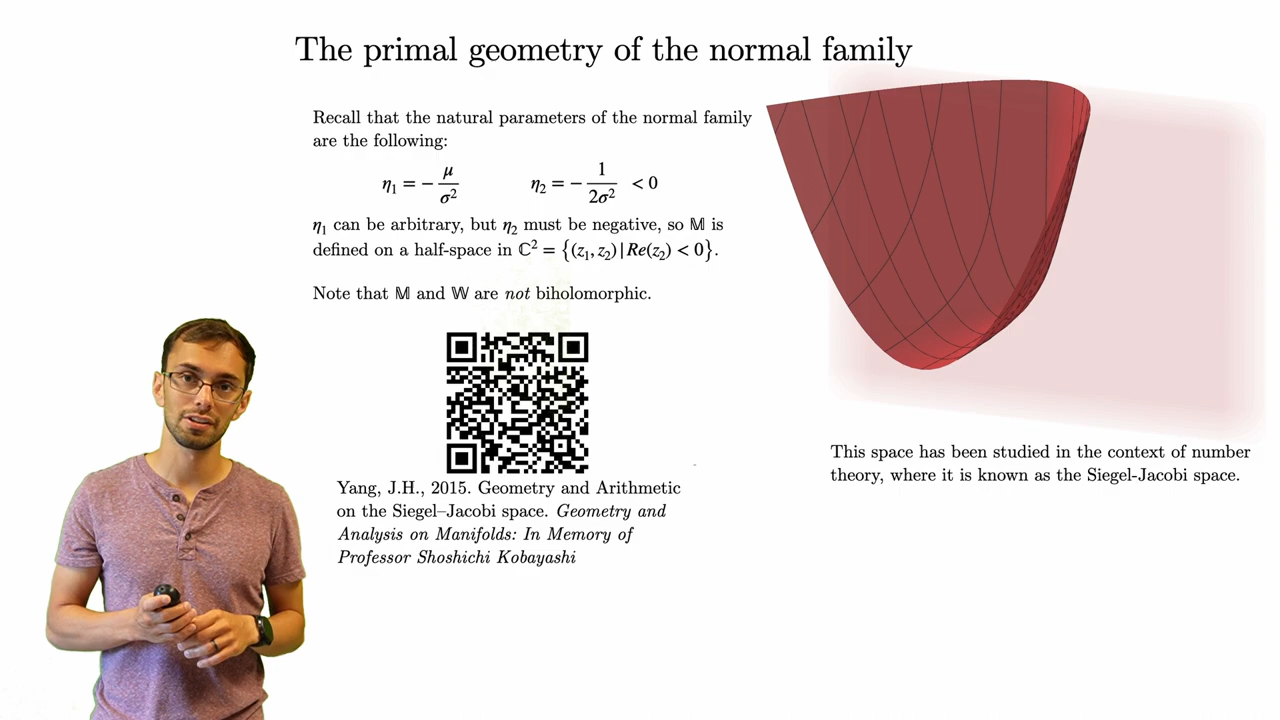 The primal geometry of the normal family
Recall that the natural parameters of the normal family
are the following:
η₁ = − μ/σ² η₂ = − 1/2σ² < 0
η₁ can be arbitrary, but η₂ must be negative, so 𝕄 is
defined on a half-space in ℂ² = {(z₁, z₂) | Re(z₂) < 0}.
Note that 𝕄 and 𝕎 are not biholomorphic.
Yang, J.H., 2015. Geometry and Arithmetic
on the Siegel–Jacobi space. Geometry and
Analysis on Manifolds: In Memory of
Professor Shoshichi Kobayashi
This space has been studied in the context of number
theory, where it is known as the Siegel-Jacobi space.